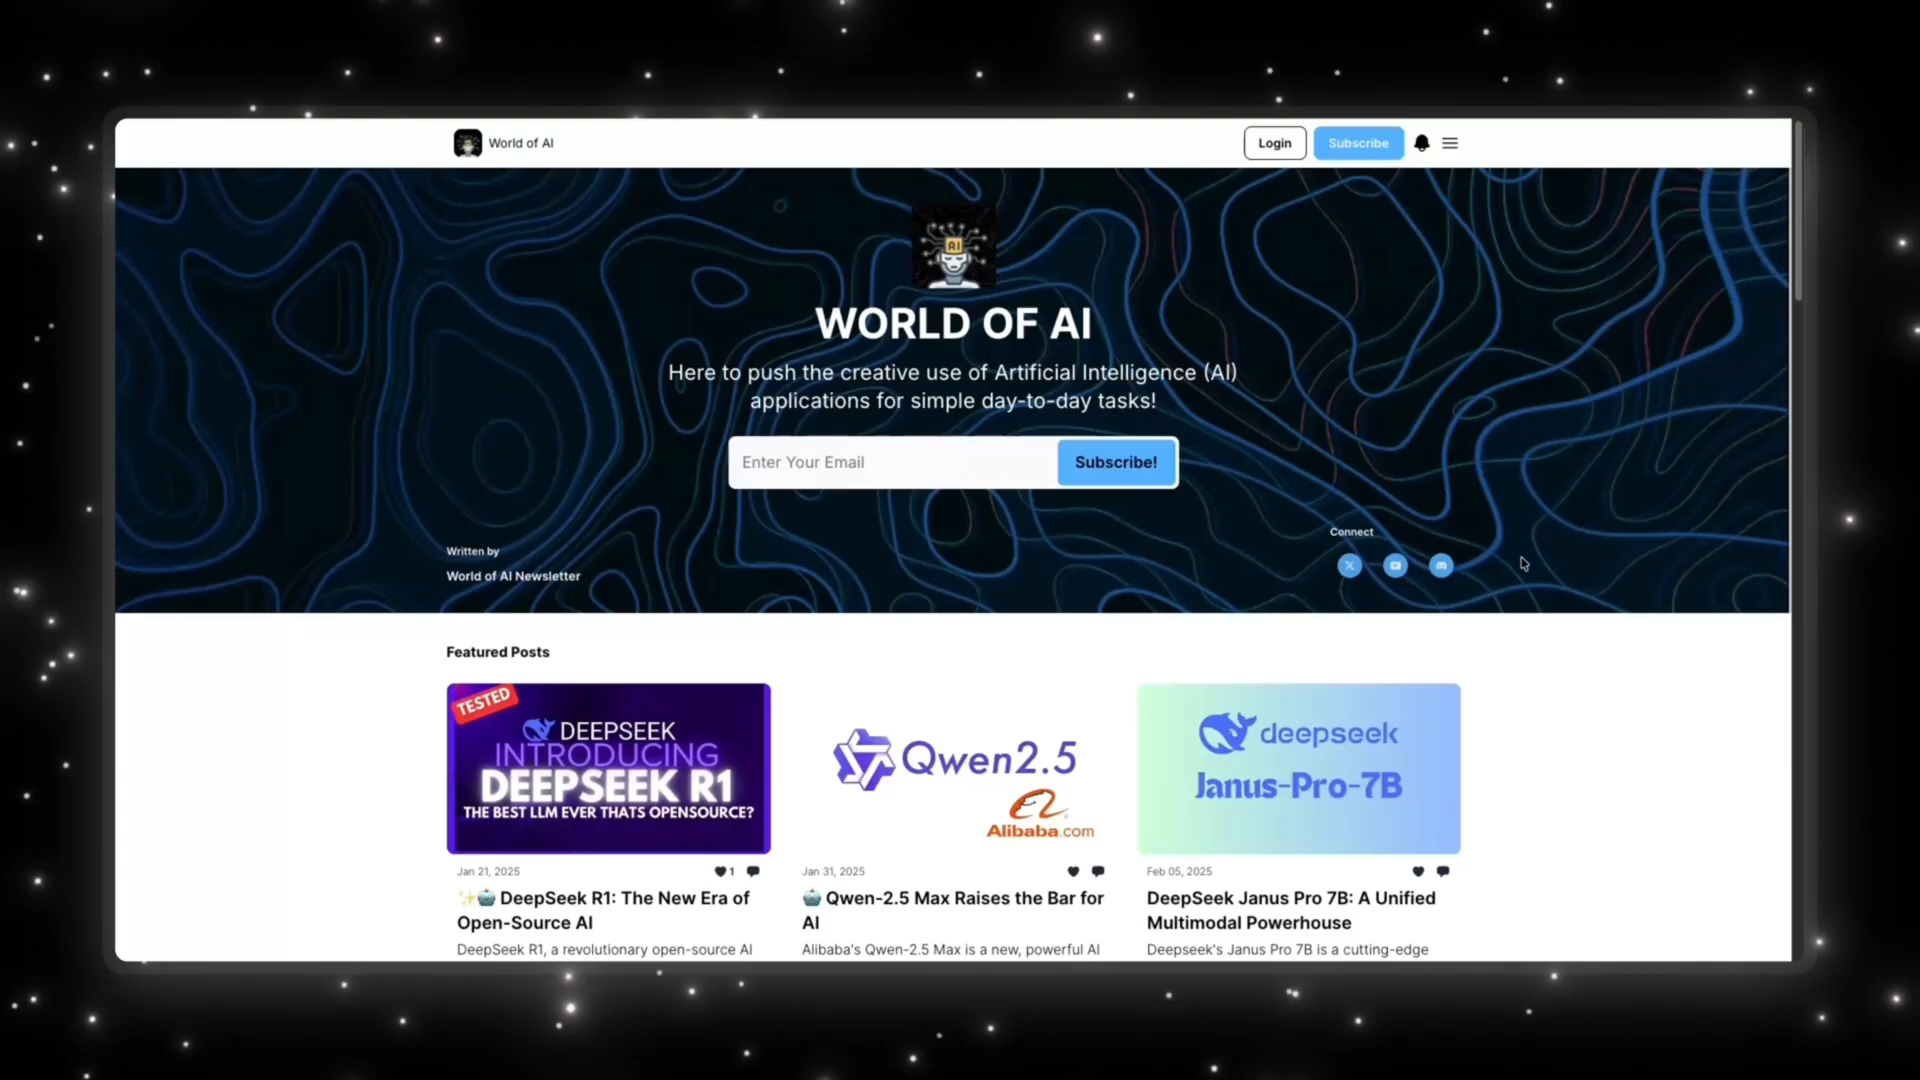 World of AI
Login
Subscribe
AI
WORLD OF AI
Here to push the creative use of Artificial Intelligence (AI)
applications for simple day-to-day tasks!
Enter Your Email
Subscribe!
Written by
World of AI Newsletter
Connect
X
Featured Posts
TESTED
DEEPSEEK
INTRODUCING
DEEPSEEK R1
THE BEST LLM EVER THATS OPENSOURCE?
Jan 21, 2025
1
✨🤖 DeepSeek R1: The New Era of
Open-Source AI
DeepSeek R1, a revolutionary open-source AI
Qwen2.5
Alibaba.com
Jan 31, 2025
🤖 Qwen-2.5 Max Raises the Bar for
AI
Alibaba's Qwen-2.5 Max is a new, powerful AI
deepseek
Janus-Pro-7B
Feb 05, 2025
DeepSeek Janus Pro 7B: A Unified
Multimodal Powerhouse
Deepseek's Janus Pro 7B is a cutting-edge